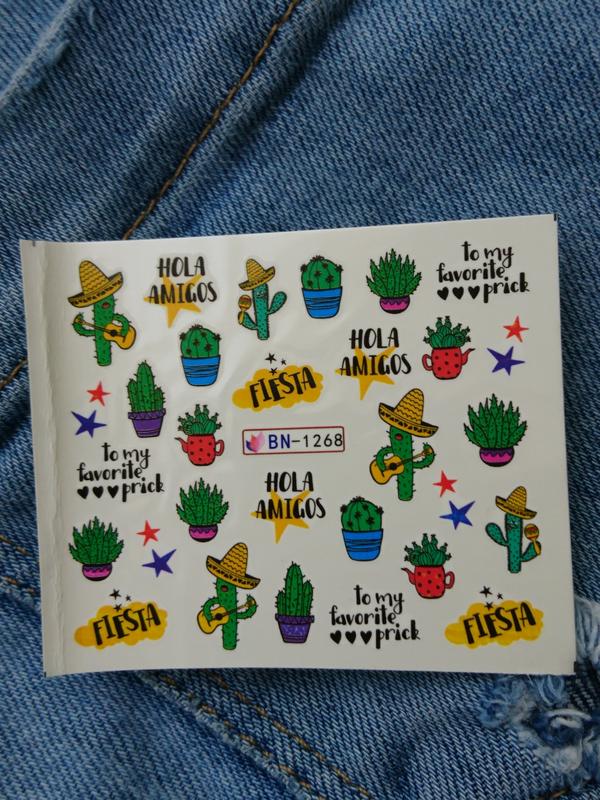 HOLA
AMIGOS
to my
favorite
prick
HOLA
AMIGOS
FIESTA
BN-1268
to my
favorite
prick
HOLA
AMIGOS
to my
favorite
prick
FIESTA
FIESTA